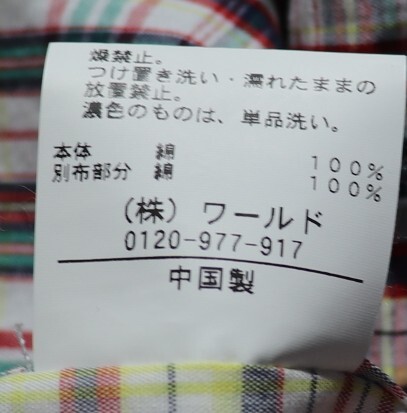 燥禁止。
つけ置き洗い・濡れたままの
放置禁止。
濃色のものは、単品洗い。
本体 綿 100%
別布部分 綿 100%
(株) ワールド
0120-977-917
中国製